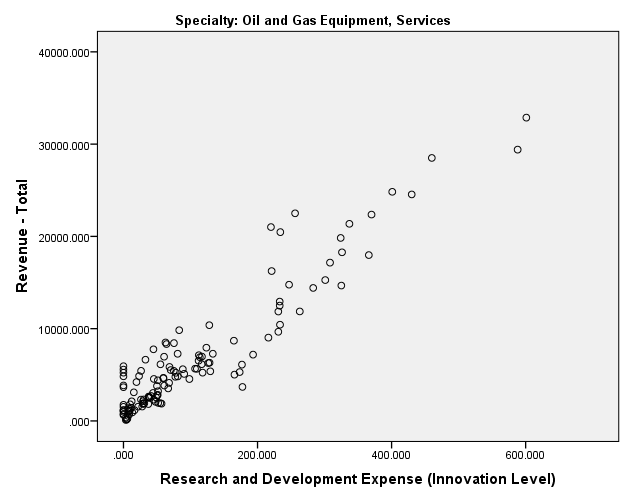 Specialty: Oil and Gas Equipment, Services
Revenue - Total
40000.000
30000.000
20000.000
10000.000
.000
.000 200.000 400.000 600.000
Research and Development Expense (Innovation Level)